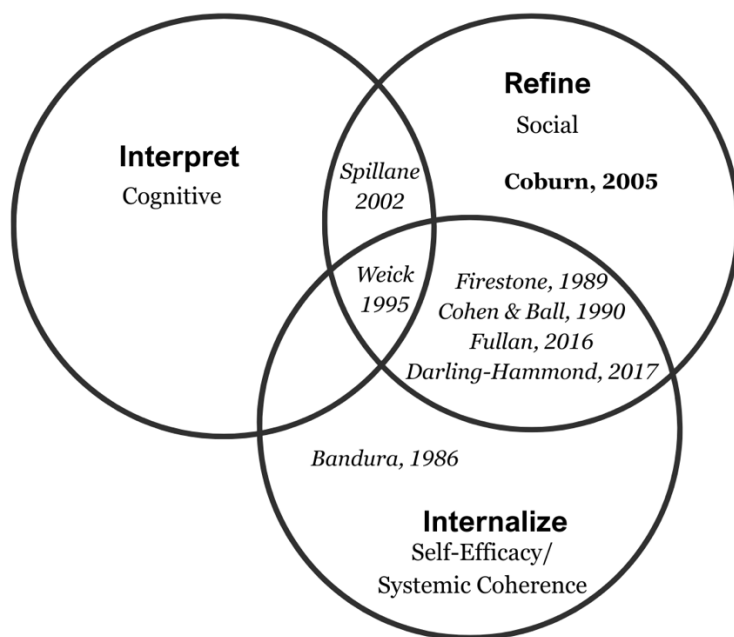 Interpret
Cognitive
Refine
Social
Coburn, 2005
Spillane
2002
Weick
1995
Firestone, 1989
Cohen & Ball, 1990
Fullan, 2016
Darling-Hammond, 2017
Bandura, 1986
Internalize
Self-Efficacy/
Systemic Coherence